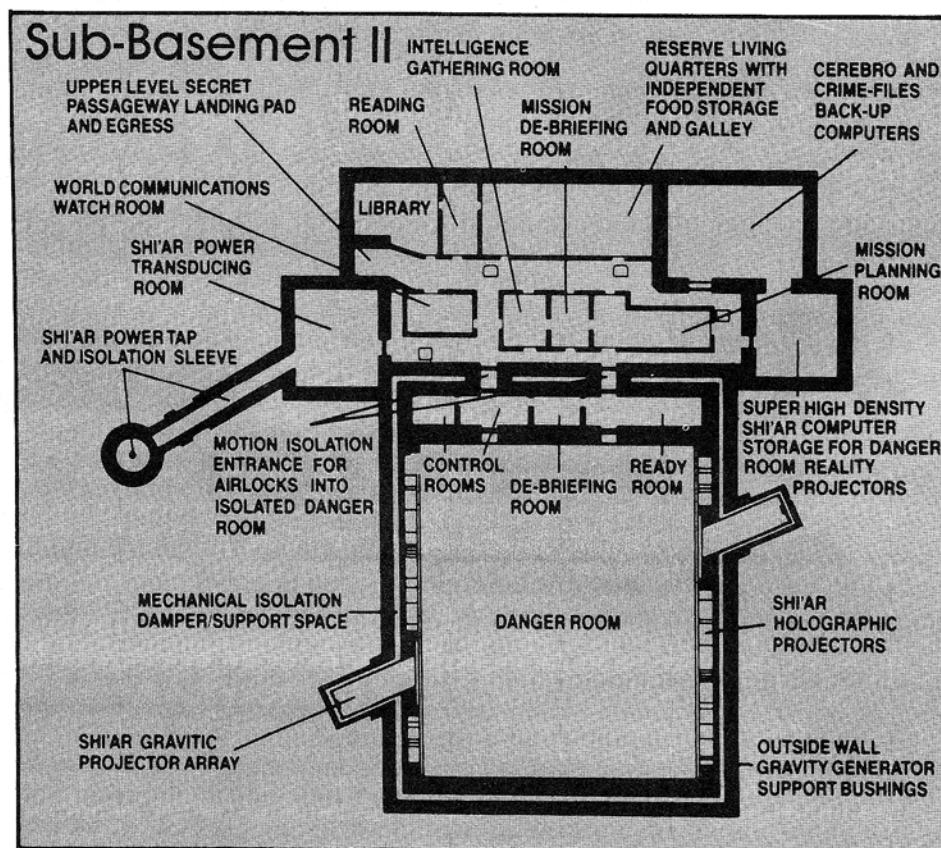 Sub-Basement II
INTELLIGENCE
GATHERING ROOM
RESERVE LIVING
QUARTERS WITH
INDEPENDENT
FOOD STORAGE
AND GALLEY
CEREBRO AND
CRIME-FILES
BACK-UP
COMPUTERS
UPPER LEVEL SECRET
PASSAGEWAY LANDING PAD
AND EGRESS
READING
ROOM
MISSION
DE-BRIEFING
ROOM
WORLD COMMUNICATIONS
WATCH ROOM
LIBRARY
SHI'AR POWER
TRANSDUCING
ROOM
MISSION
PLANNING
ROOM
SHI'AR POWER TAP
AND ISOLATION SLEEVE
MOTION ISOLATION
ENTRANCE FOR
AIRLOCKS INTO
ISOLATED DANGER
ROOM
CONTROL
ROOMS
DE-BRIEFING
ROOM
READY
ROOM
SUPER HIGH DENSITY
SHI'AR COMPUTER
STORAGE FOR DANGER
ROOM REALITY
PROJECTORS
MECHANICAL ISOLATION
DAMPER/SUPPORT SPACE
DANGER ROOM
SHI'AR
HOLOGRAPHIC
PROJECTORS
SHI'AR GRAVITIC
PROJECTOR ARRAY
OUTSIDE WALL
GRAVITY GENERATOR
SUPPORT BUSHINGS